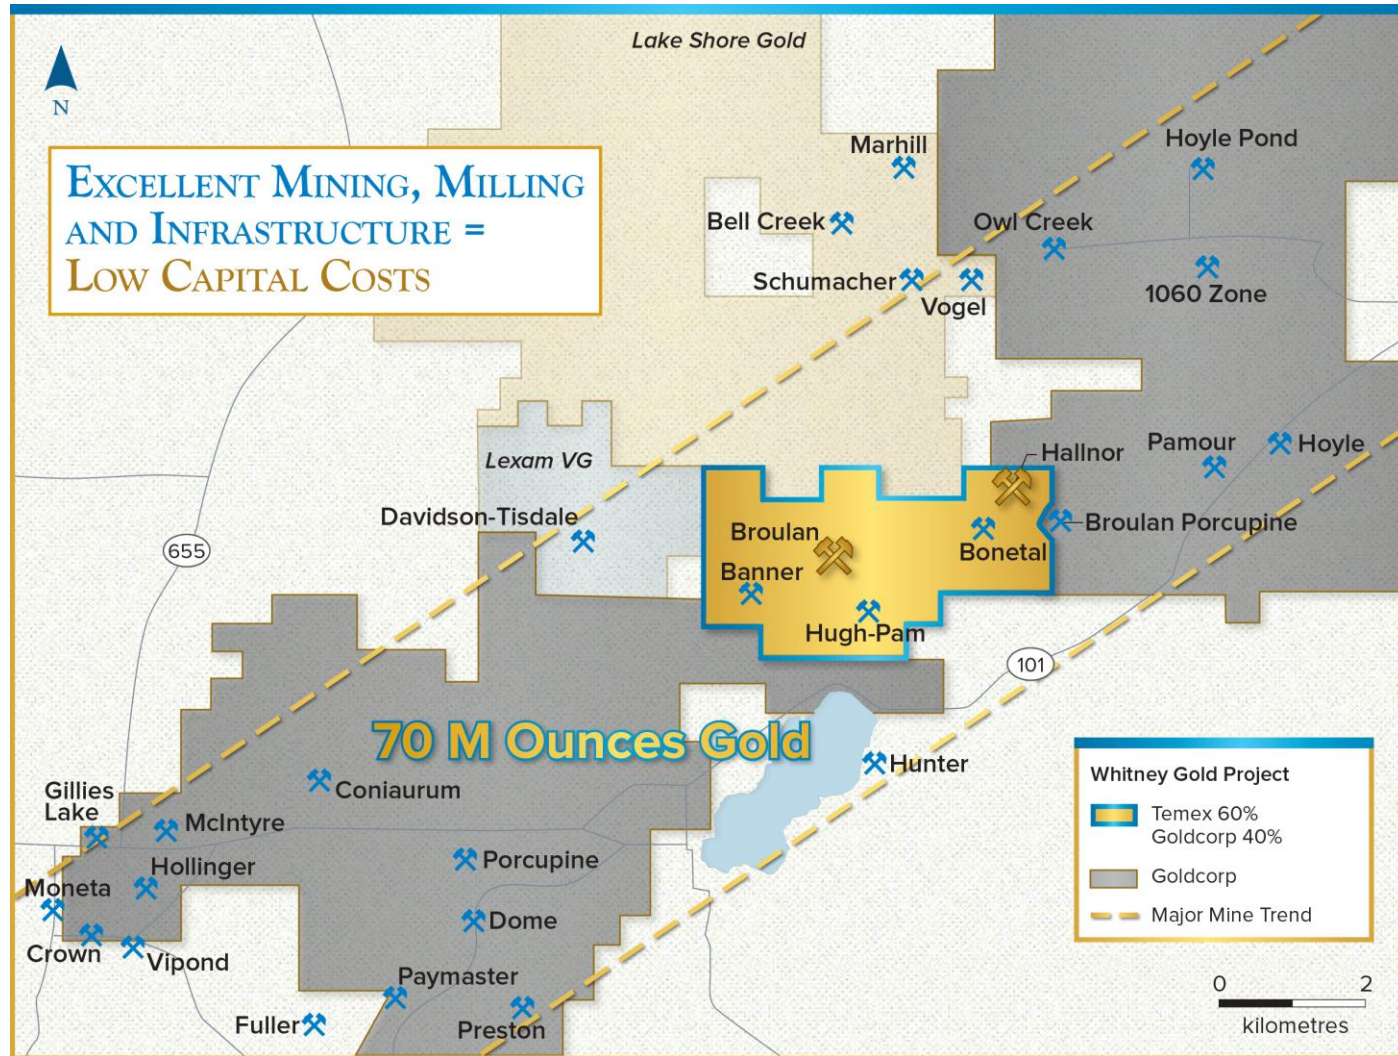 Lake Shore Gold
N
EXCELLENT MINING, MILLING
AND INFRASTRUCTURE =
LOW CAPITAL COSTS
Marhill
Hoyle Pond
Bell Creek
Owl Creek
Schumacher
Vogel
1060 Zone
Lexam VG
Hallnor
Pamour
Hoyle
Davidson-Tisdale
Broulan
Bonetal
Broulan Porcupine
655
Banner
Hugh-Pam
101
70 M Ounces Gold
Hunter
Gillies
Lake
Coniaurum
McIntyre
Hollinger
Porcupine
Moneta
Dome
Crown
Vipond
Paymaster
Fuller
Preston
Whitney Gold Project
Temex 60%
Goldcorp 40%
Goldcorp
Major Mine Trend
0 2
kilometres